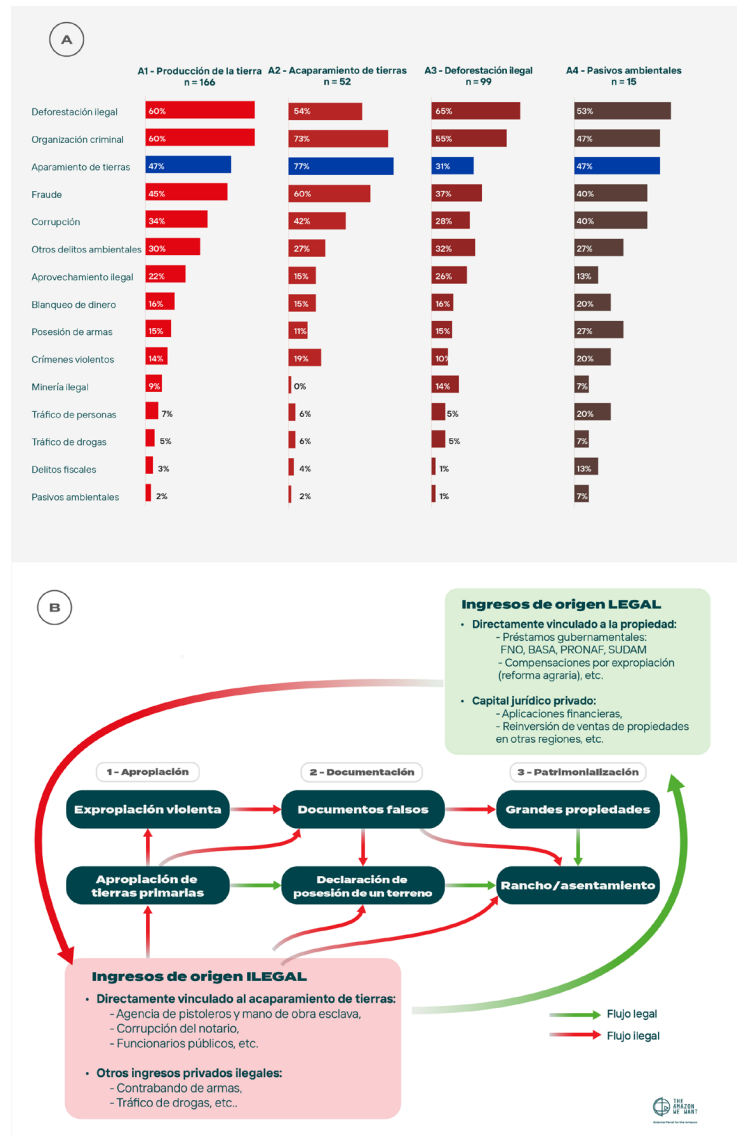 A
A1 - Producción de la tierra
n = 166
A2 - Acaparamiento de tierras
n = 52
A3 - Deforestación ilegal
n = 99
A4 - Pasivos ambientales
n = 15
Deforestación ilegal 60% 54% 65% 53%
Organización criminal 60% 73% 55% 47%
Aparamiento de tierras 47% 77% 31% 47%
Fraude 45% 60% 37% 40%
Corrupción 34% 42% 28% 40%
Otros delitos ambientales 30% 27% 32% 27%
Aprovechamiento ilegal 22% 15% 26% 13%
Blanqueo de dinero 16% 15% 16% 20%
Posesión de armas 15% 11% 15% 27%
Crímenes violentos 14% 19% 10% 20%
Minería ilegal 9% 0% 14% 7%
Tráfico de personas 7% 6% 5% 20%
Tráfico de drogas 5% 6% 5% 7%
Delitos fiscales 3% 4% 1% 13%
Pasivos ambientales 2% 2% 1% 7%
B
Ingresos de origen LEGAL
• Directamente vinculado a la propiedad:
- Préstamos gubernamentales:
FNO, BASA, PRONAF, SUDAM
- Compensaciones por expropiación
(reforma agraria), etc.
• Capital jurídico privado:
- Aplicaciones financieras,
- Reinversión de ventas de propiedades
en otras regiones, etc.
1 - Apropiación
2 - Documentación
3 - Patrimonialización
Expropiación violenta
Documentos falsos
Grandes propiedades
Apropiación de
tierras primarias
Declaración de
posesión de un terreno
Rancho/asentamiento
Ingresos de origen ILEGAL
• Directamente vinculado al acaparamiento de tierras:
- Agencia de pistoleros y mano de obra esclava,
- Corrupción del notario,
- Funcionarios públicos, etc.
• Otros ingresos privados ilegales:
- Contrabando de armas,
- Tráfico de drogas, etc..
Flujo legal
Flujo ilegal
THE
AMAZON
WE WANT
Science Panel for the Amazon